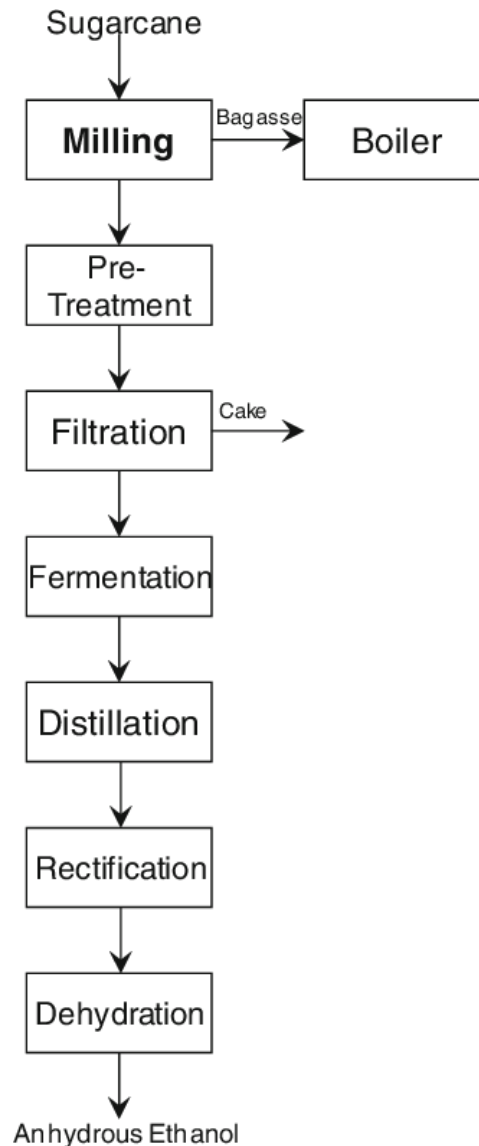 Sugarcane
Milling
Bagasse
Boiler
Pre-
Treatment
Filtration
Cake
Fermentation
Distillation
Rectification
Dehydration
Anhydrous Ethanol